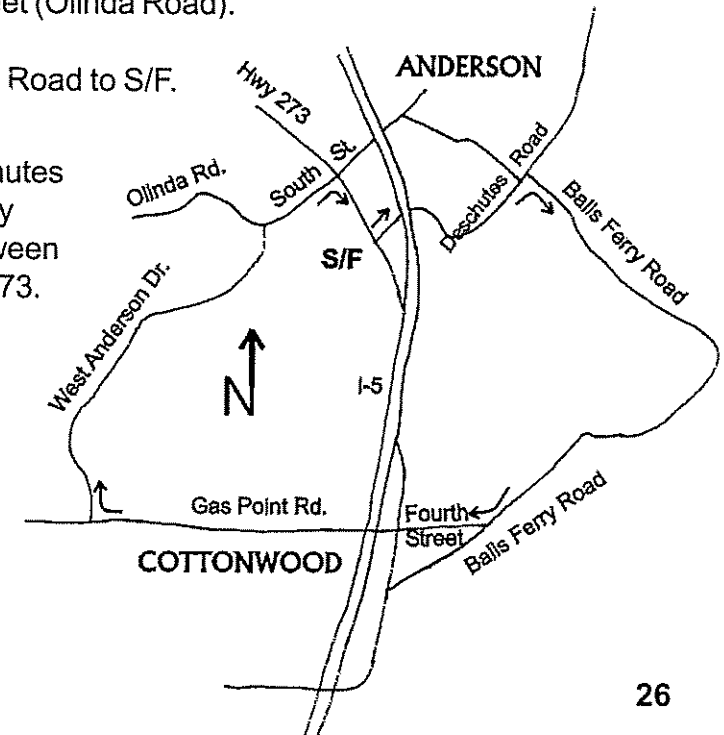 et (Olinda Road).
Road to S/F.
utes
y
ween
73.
ANDERSON
Hwy 273
South St
Olinda Rd.
Deschutes Road
Balls Ferry Road
S/F
West Anderson Dr.
N
I-5
Gas Point Rd.
Fourth
Street
Balls Ferry Road
COTTONWOOD
26